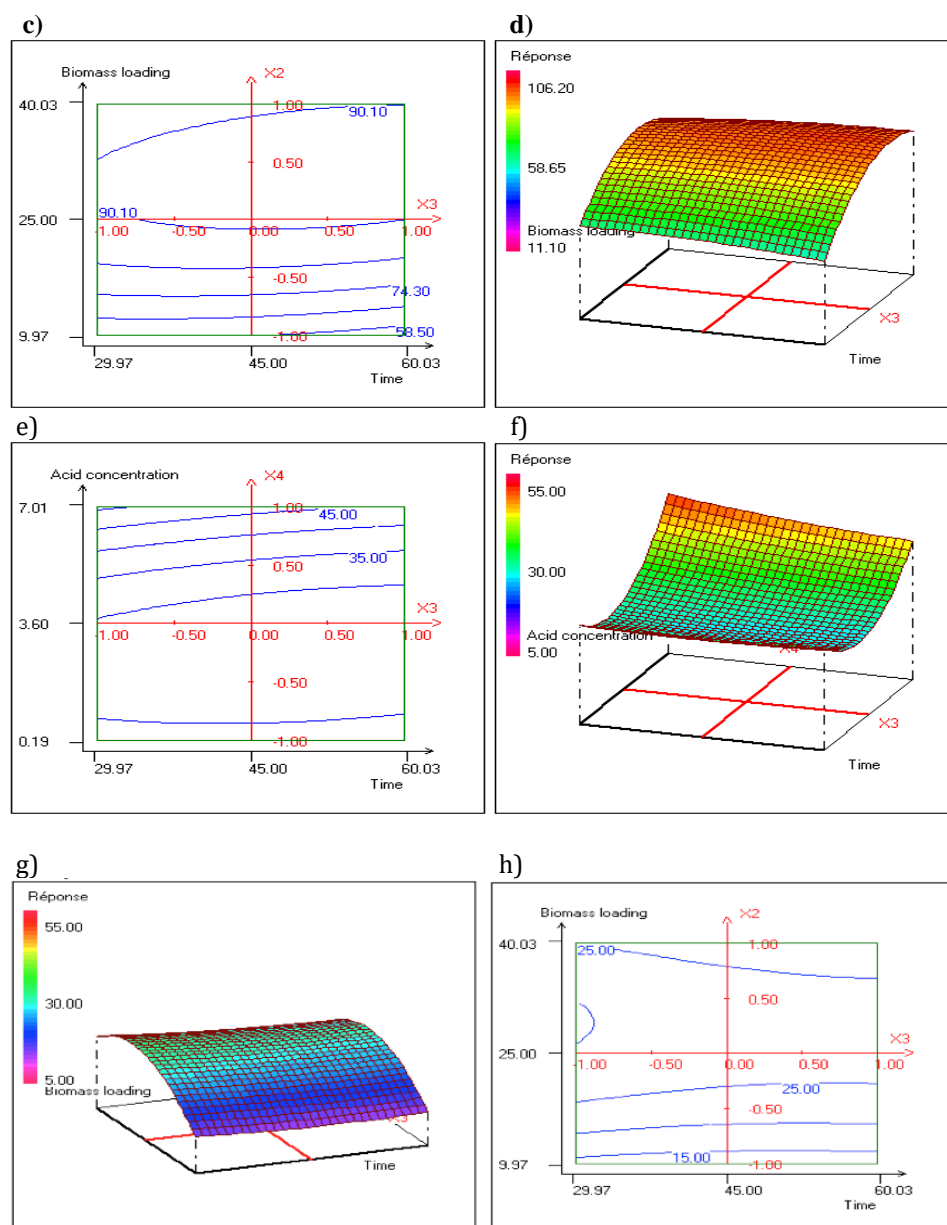 c)
Biomass loading
X2
40.03
1.00
90.10
0.50
25.00
90.10
X3
-1.00
-0.50
0.00
0.50
1.00
-0.50
74.30
58.50
9.97
-1.00
29.97
45.00
60.03
Time
d)
Réponse
106.20
58.65
Biomass loading
11.10
X3
Time
e)
Acid concentration
X4
7.01
1.00
45.00
0.50
35.00
3.60
X3
-1.00
-0.50
0.00
0.50
1.00
-0.50
0.19
-1.00
29.97
45.00
60.03
Time
f)
Réponse
55.00
30.00
Acid concentration
X4
5.00
X3
Time
g)
Réponse
55.00
30.00
5.00
Biomass loading
X3
Time
h)
Biomass loading
X2
40.03
25.00
1.00
0.50
25.00
X3
-1.00
-0.50
0.00
0.50
1.00
25.00
-0.50
15.00
9.97
-1.00
29.97
45.00
60.03
Time